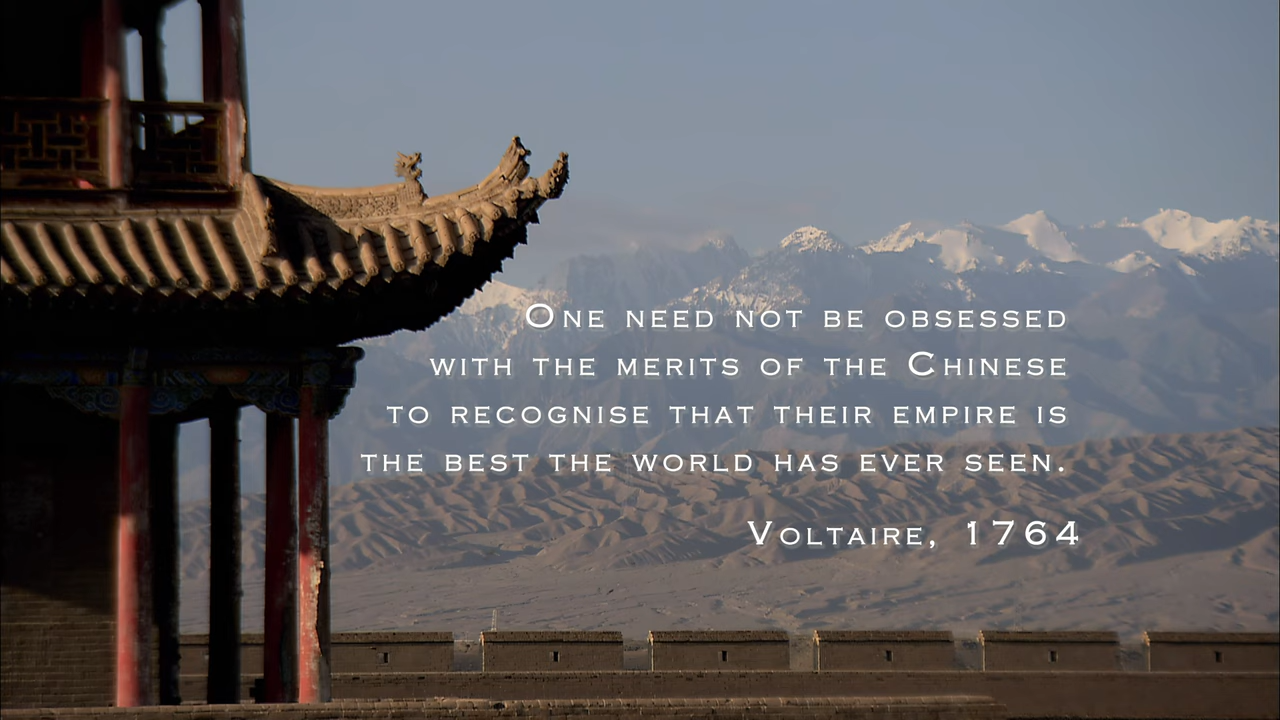 One need not be obsessed
with the merits of the Chinese
to recognise that their empire is
the best the world has ever seen.
Voltaire, 1764